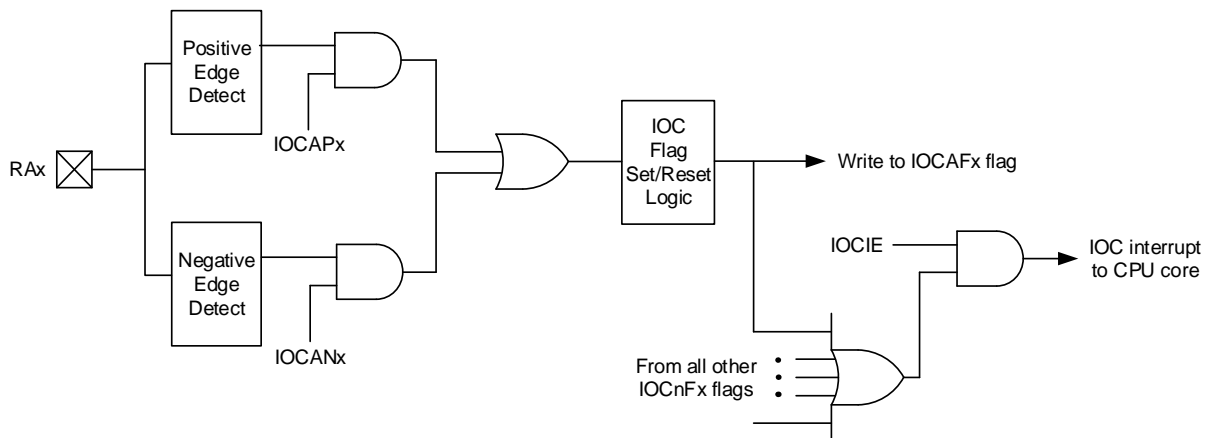 Positive
Edge
Detect
IOCAPx
RAx
IOC
Flag
Set/Reset
Logic
Write to IOCAFx flag
Negative
Edge
Detect
IOCANx
IOCIE
IOC interrupt
to CPU core
From all other
IOCnFx flags